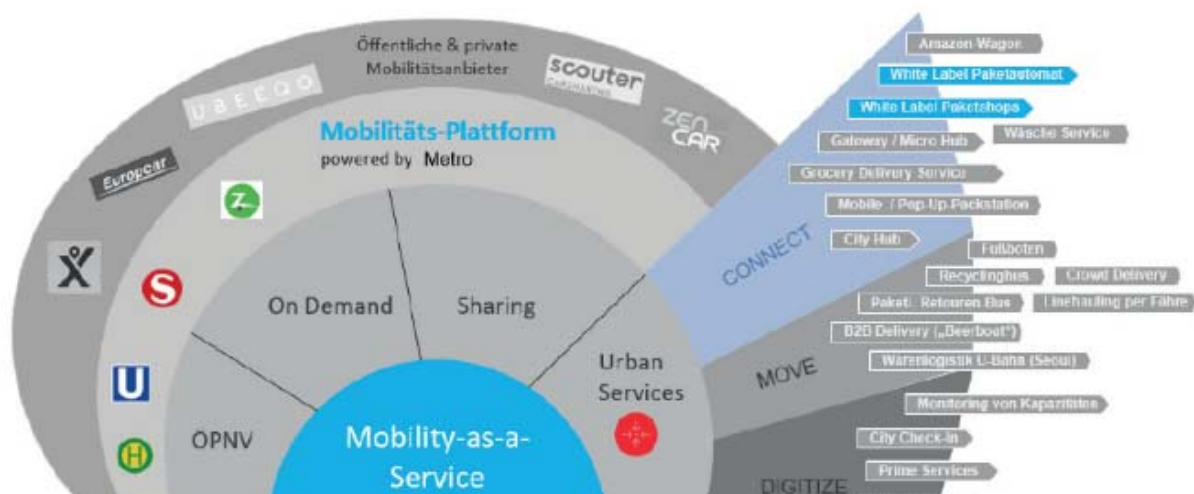 Öffentliche & private
Mobilitätsanbieter
UBEEQO
scouter
CARSHARING
ZEN
CAR
Europcar
X
Mobilitäts-Plattform
powered by Metro
Z
S
U
H
On Demand
Sharing
OPNV
Urban
Services
Mobility-as-a-
Service
CONNECT
Amazon Wagon
White Label Paketautomat
White Label Paketshops
Gateway / Micro Hub
Wäsche Service
Grocery Delivery Service
Mobile / Pop-Up-Packstation
City Hub
MOVE
Fußboten
Recyclingbus
Crowd Delivery
Paket-, Retouren Bus
Linehauling per Fähre
B2B Delivery („Beerboat“)
Warenlogistik U-Bahn (Seoul)
DIGITIZE
Monitoring von Kapazitäten
City Check-in
Prime Services